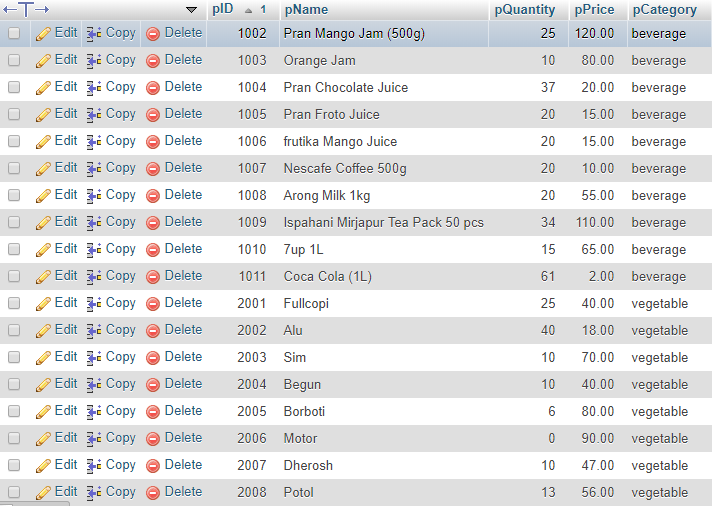 pID 1 pName pQuantity pPrice pCategory
Edit Copy Delete 1002 Pran Mango Jam (500g) 25 120.00 beverage
Edit Copy Delete 1003 Orange Jam 10 80.00 beverage
Edit Copy Delete 1004 Pran Chocolate Juice 37 20.00 beverage
Edit Copy Delete 1005 Pran Froto Juice 20 15.00 beverage
Edit Copy Delete 1006 frutika Mango Juice 20 15.00 beverage
Edit Copy Delete 1007 Nescafe Coffee 500g 20 10.00 beverage
Edit Copy Delete 1008 Arong Milk 1kg 20 55.00 beverage
Edit Copy Delete 1009 Ispahani Mirjapur Tea Pack 50 pcs 34 110.00 beverage
Edit Copy Delete 1010 7up 1L 15 65.00 beverage
Edit Copy Delete 1011 Coca Cola (1L) 61 2.00 beverage
Edit Copy Delete 2001 Fullcopi 25 40.00 vegetable
Edit Copy Delete 2002 Alu 40 18.00 vegetable
Edit Copy Delete 2003 Sim 10 70.00 vegetable
Edit Copy Delete 2004 Begun 10 40.00 vegetable
Edit Copy Delete 2005 Borboti 6 80.00 vegetable
Edit Copy Delete 2006 Motor 0 90.00 vegetable
Edit Copy Delete 2007 Dherosh 10 47.00 vegetable
Edit Copy Delete 2008 Potol 13 56.00 vegetable